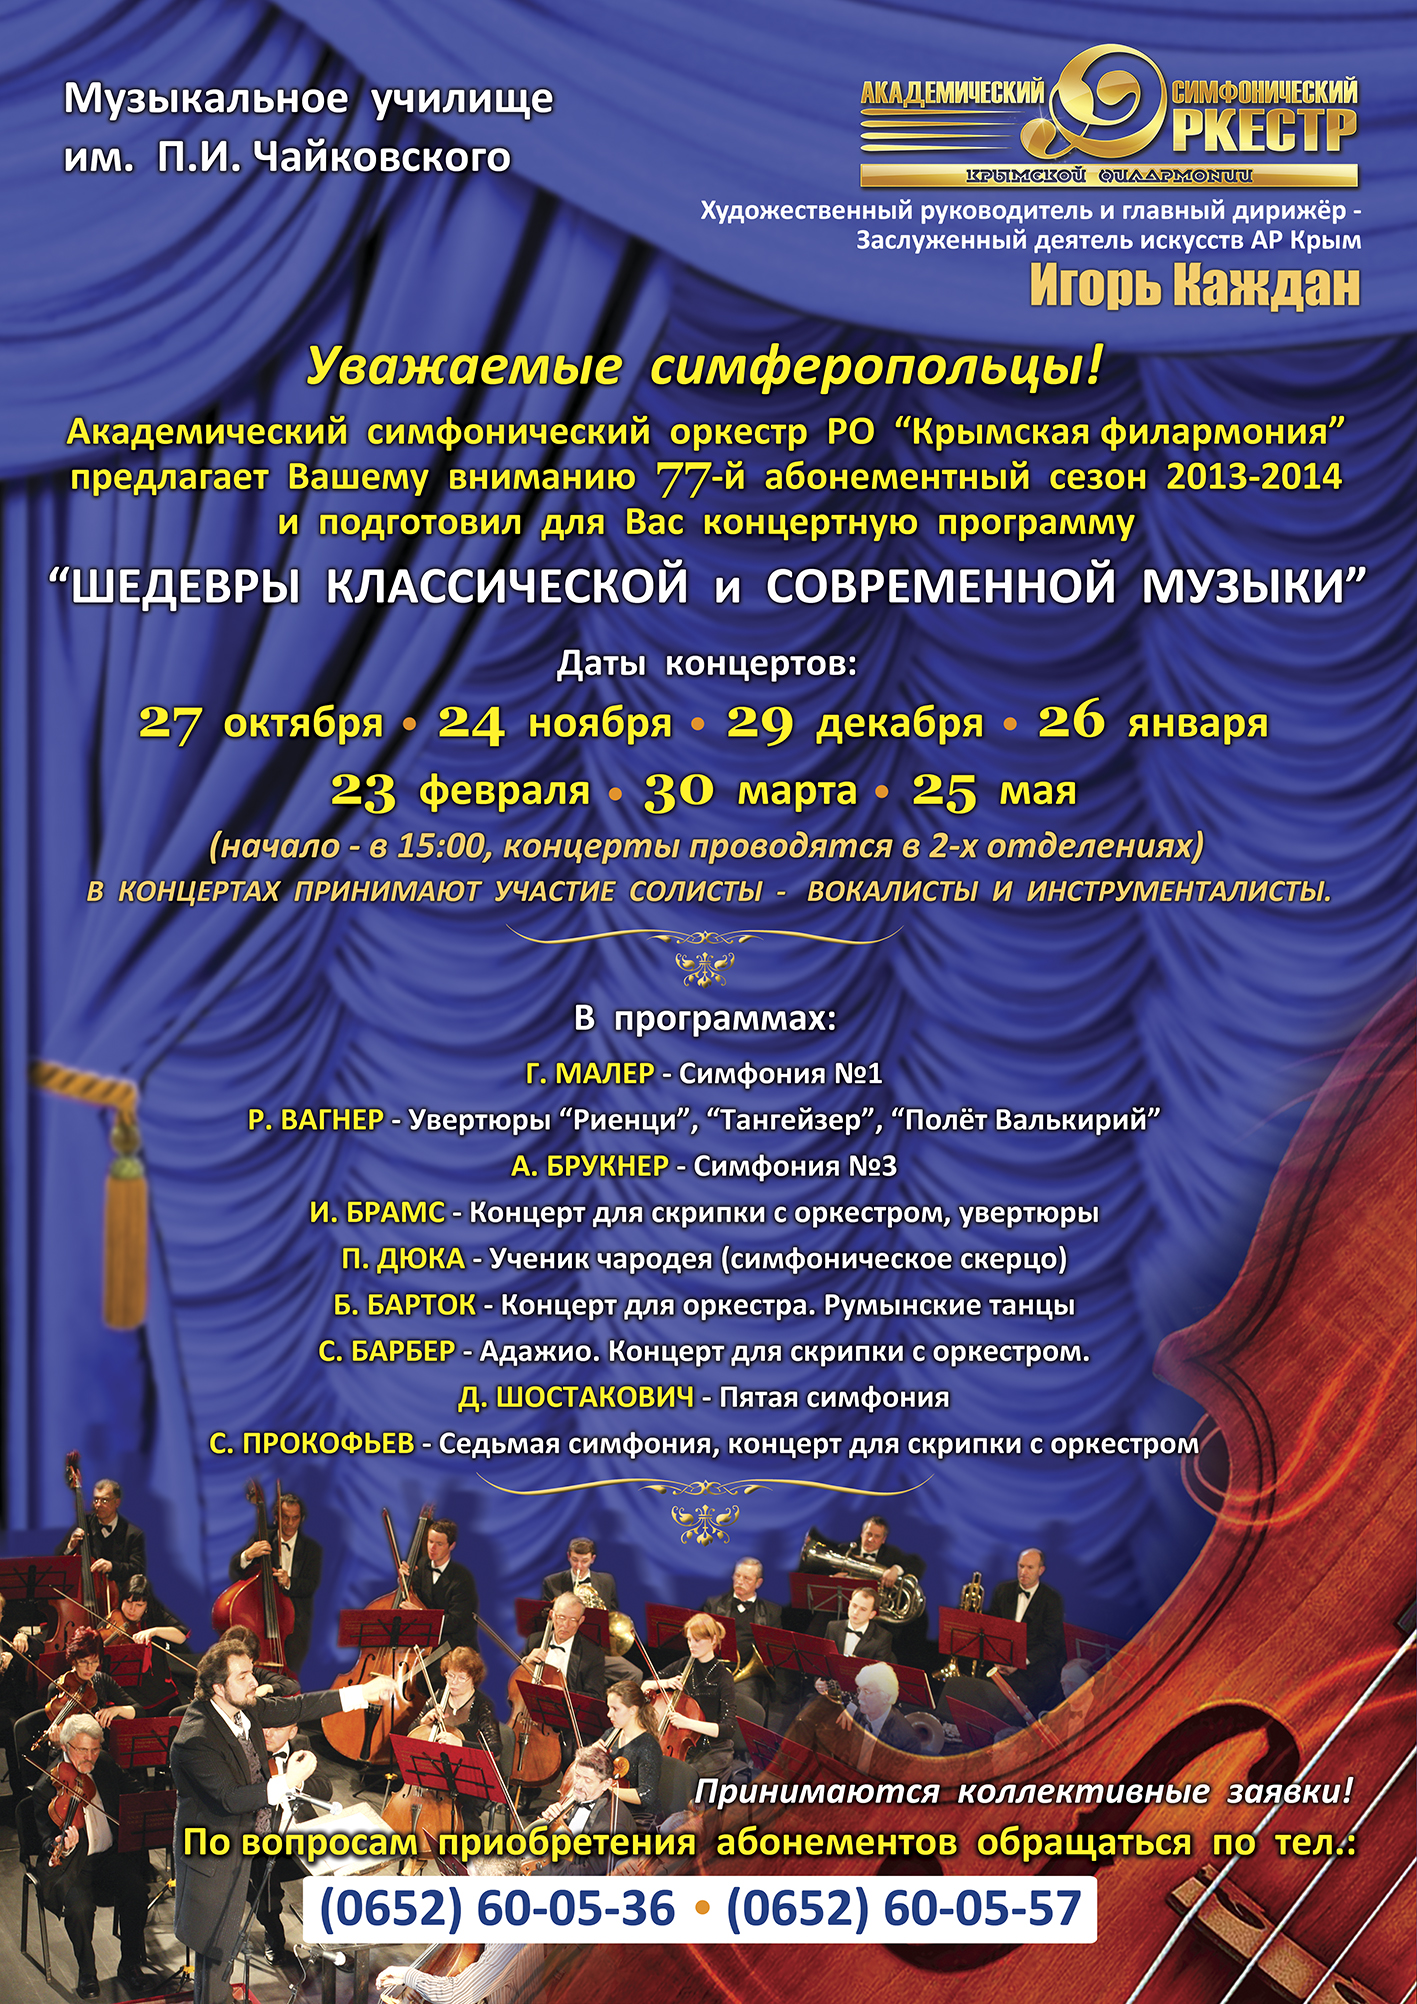 Музыкальное училище
им. П.И. Чайковского
АКАДЕМИЧЕСКИЙ СИМФОНИЧЕСКИЙ
ОРКЕСТР
КРЫМСКОЙ ФИЛАРМОНИИ
Художественный руководитель и главный дирижёр -
Заслуженный деятель искусств АР Крым
Игорь Каждан
Уважаемые симферопольцы!
Академический симфонический оркестр РО “Крымская филармония”
предлагает Вашему вниманию 77-й абонементный сезон 2013-2014
и подготовил для Вас концертную программу
“ШЕДЕВРЫ КЛАССИЧЕСКОЙ и СОВРЕМЕННОЙ МУЗЫКИ”
Даты концертов:
27 октября • 24 ноября • 29 декабря • 26 января
23 февраля • 30 марта • 25 мая
(начало - в 15:00, концерты проводятся в 2-х отделениях)
В КОНЦЕРТАХ ПРИНИМАЮТ УЧАСТИЕ СОЛИСТЫ - ВОКАЛИСТЫ И ИНСТРУМЕНТАЛИСТЫ.
В программах:
Г. МАЛЕР - Симфония №1
Р. ВАГНЕР - Увертюры “Риенци”, “Тангейзер”, “Полёт Валькирий”
А. БРУКНЕР - Симфония №3
И. БРАМС - Концерт для скрипки с оркестром, увертюры
П. ДЮКА - Ученик чародея (симфоническое скерцо)
Б. БАРТОК - Концерт для оркестра. Румынские танцы
С. БАРБЕР - Адажио. Концерт для скрипки с оркестром.
Д. ШОСТАКОВИЧ - Пятая симфония
С. ПРОКОФЬЕВ - Седьмая симфония, концерт для скрипки с оркестром
Принимаются коллективные заявки!
По вопросам приобретения абонементов обращаться по тел.:
(0652) 60-05-36 • (0652) 60-05-57